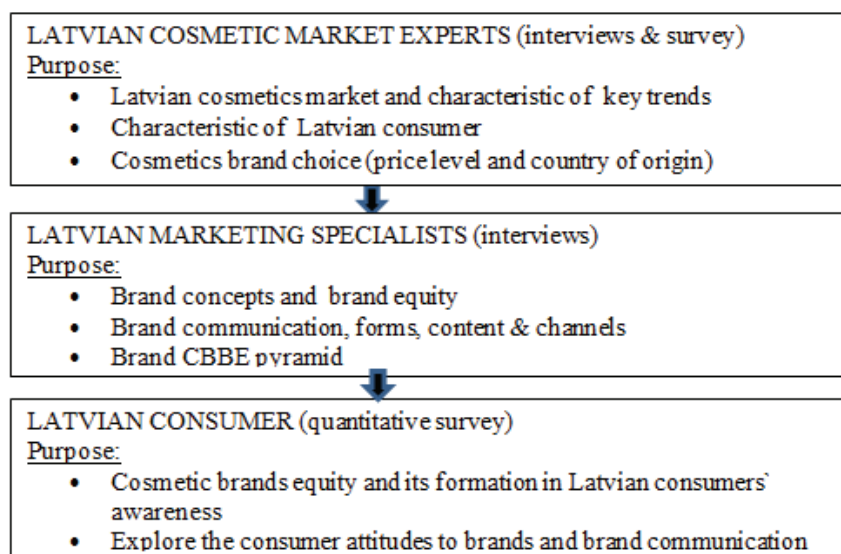 LATVIAN COSMETIC MARKET EXPERTS (interviews & survey)
Purpose:
• Latvian cosmetics market and characteristic of key trends
• Characteristic of Latvian consumer
• Cosmetics brand choice (price level and country of origin)
LATVIAN MARKETING SPECIALISTS (interviews)
Purpose:
• Brand concepts and brand equity
• Brand communication, forms, content & channels
• Brand CBBE pyramid
LATVIAN CONSUMER (quantitative survey)
Purpose:
• Cosmetic brands equity and its formation in Latvian consumers`
awareness
• Explore the consumer attitudes to brands and brand communication